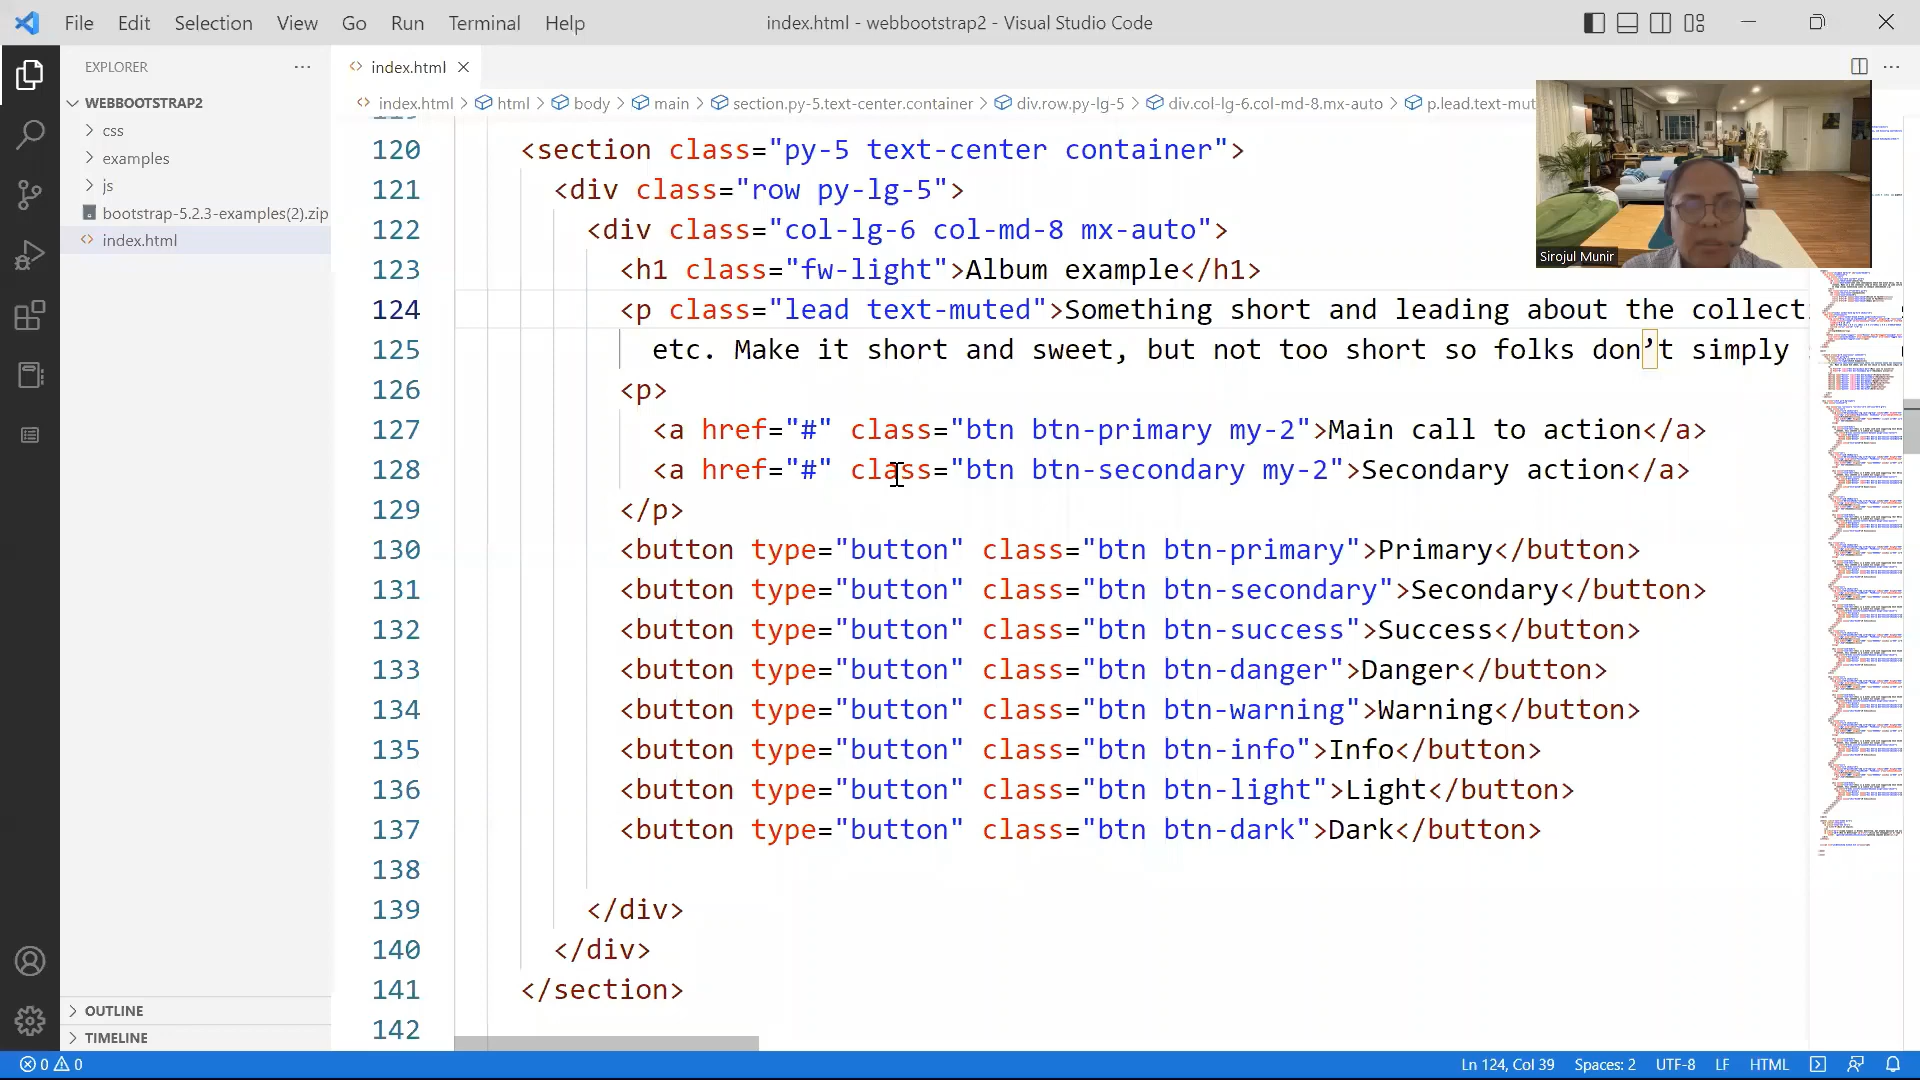 File Edit Selection View Go Run Terminal Help
index.html - webbootstrap2 - Visual Studio Code
EXPLORER
index.html
WEBBOOTSTRAP2
css
examples
js
bootstrap-5.2.3-examples(2).zip
index.html
OUTLINE
TIMELINE
index.html > html > body > main > section.py-5.text-center.container > div.row.py-lg-5 > div.col-lg-6.col-md-8.mx-auto > p.lead.text-mut
Sirojul Munir
120 <section class="py-5 text-center container">
121 <div class="row py-lg-5">
122 <div class="col-lg-6 col-md-8 mx-auto">
123 <h1 class="fw-light">Album example</h1>
124 <p class="lead text-muted">Something short and leading about the collect
125 etc. Make it short and sweet, but not too short so folks don’t simply
126 <p>
127 <a href="#" class="btn btn-primary my-2">Main call to action</a>
128 <a href="#" class="btn btn-secondary my-2">Secondary action</a>
129 </p>
130 <button type="button" class="btn btn-primary">Primary</button>
131 <button type="button" class="btn btn-secondary">Secondary</button>
132 <button type="button" class="btn btn-success">Success</button>
133 <button type="button" class="btn btn-danger">Danger</button>
134 <button type="button" class="btn btn-warning">Warning</button>
135 <button type="button" class="btn btn-info">Info</button>
136 <button type="button" class="btn btn-light">Light</button>
137 <button type="button" class="btn btn-dark">Dark</button>
138
139 </div>
140 </div>
141 </section>
142
0 0
Ln 124, Col 39 Spaces: 2 UTF-8 LF HTML